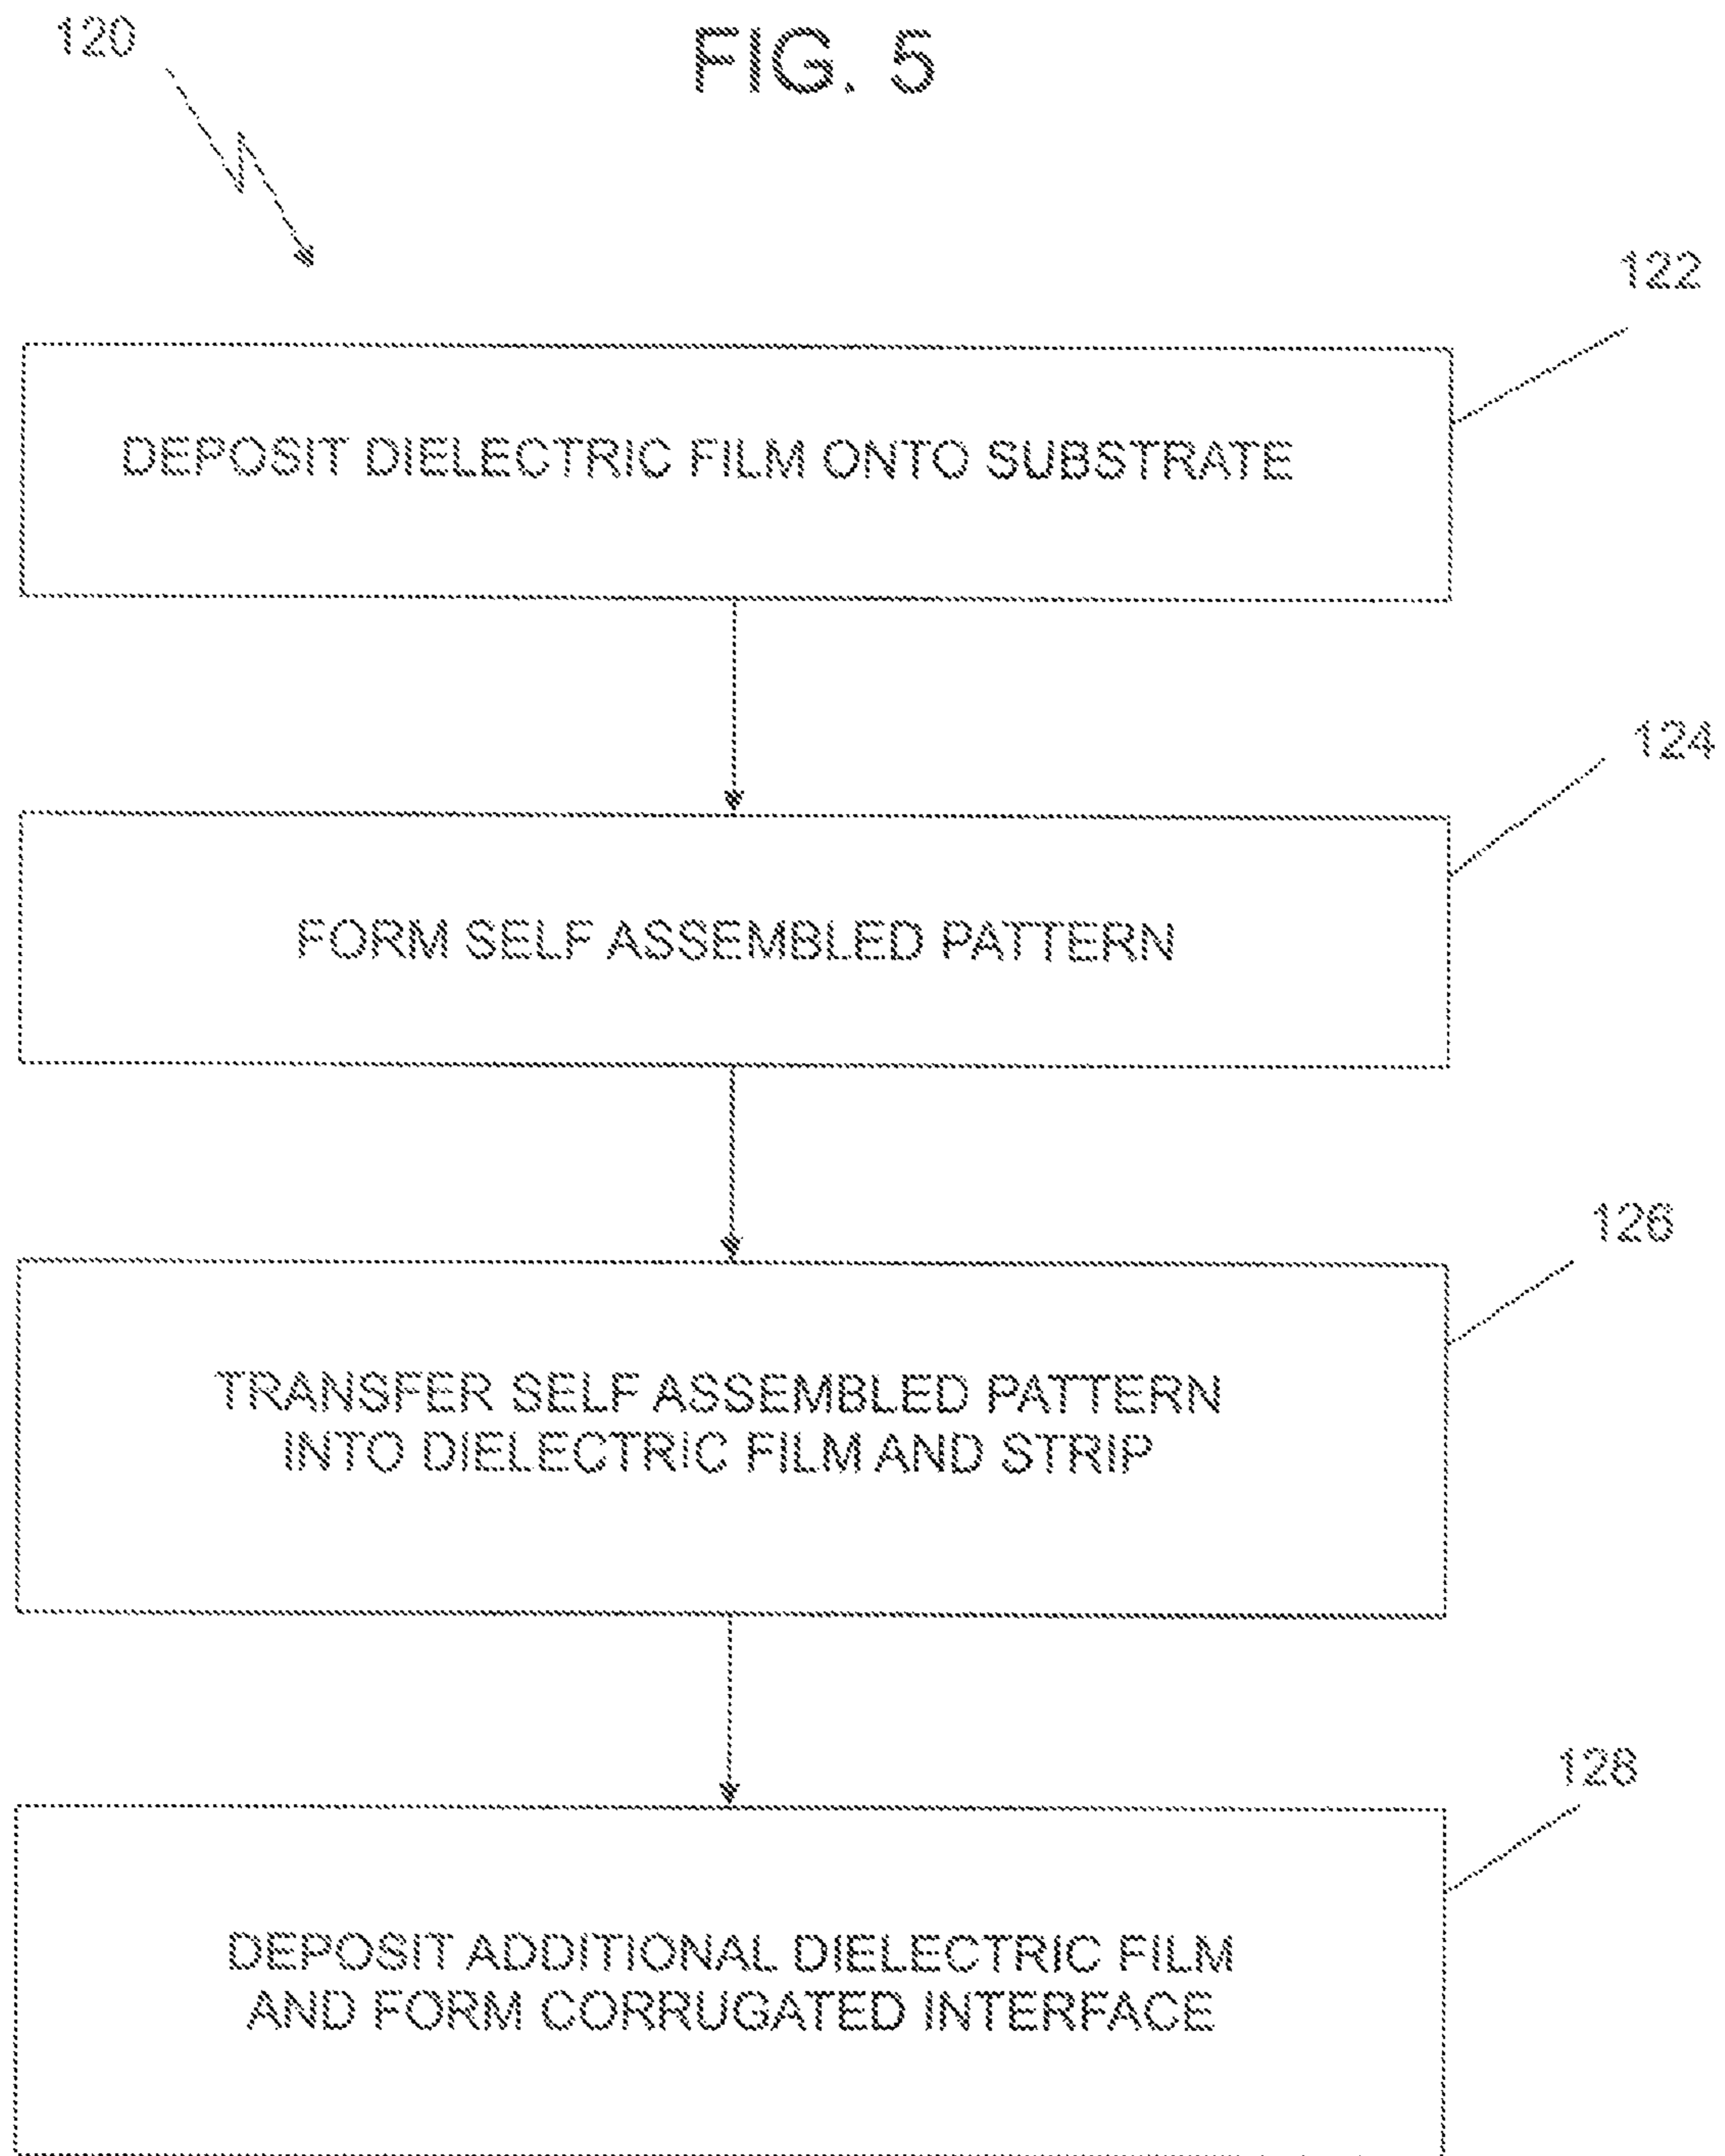 120
FIG. 5
122
DEPOSIT DIELECTRIC FILM ONTO SUBSTRATE
124
FORM SELF ASSEMBLED PATTERN
126
TRANSFER SELF ASSEMBLED PATTERN
INTO DIELECTRIC FILM AND STRIP
128
DEPOSIT ADDITIONAL DIELECTRIC FILM
AND FORM CORRUGATED INTERFACE